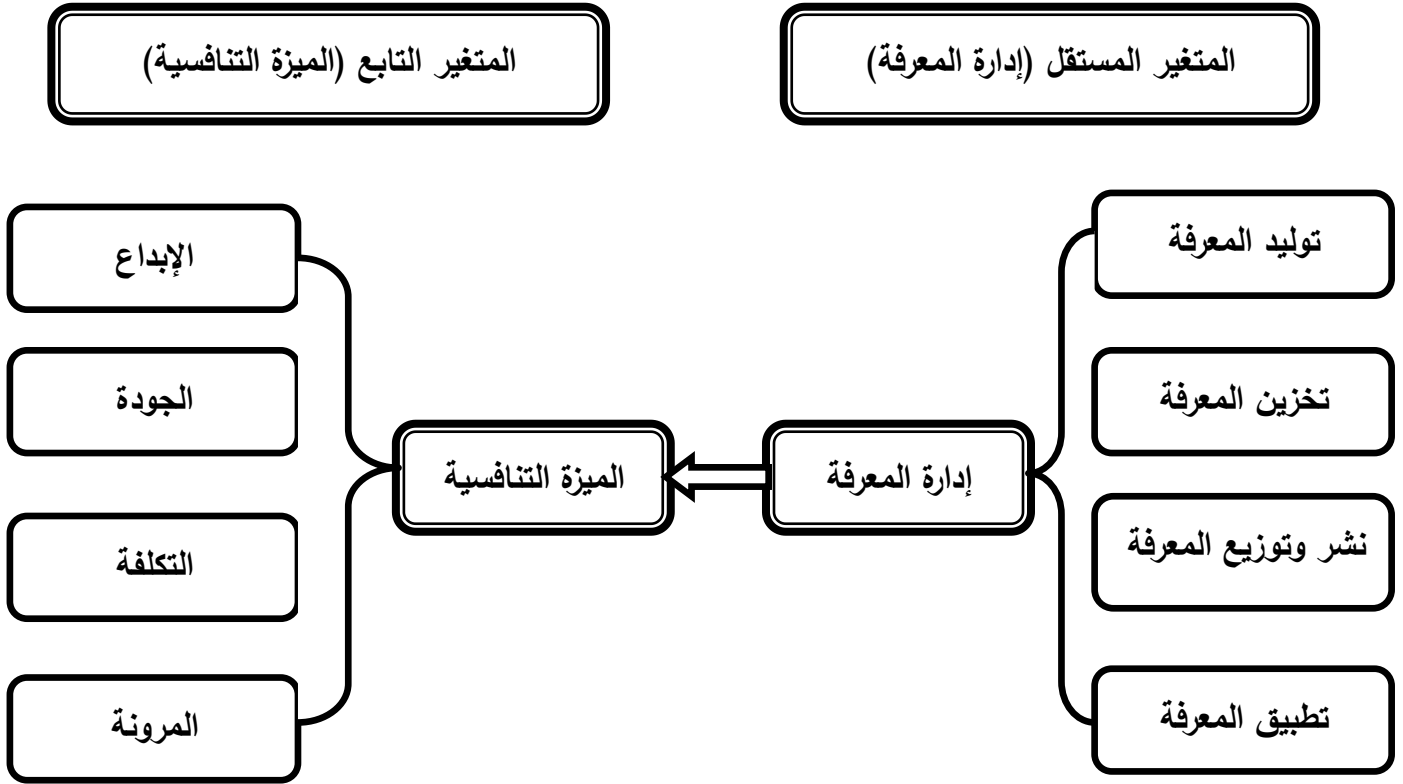 المتغير المستقل (إدارة المعرفة)
المتغير التابع (الميزة التنافسية)
توليد المعرفة
تخزين المعرفة
نشر وتوزيع المعرفة
تطبيق المعرفة
إدارة المعرفة
الميزة التنافسية
الإبداع
الجودة
التكلفة
المرونة